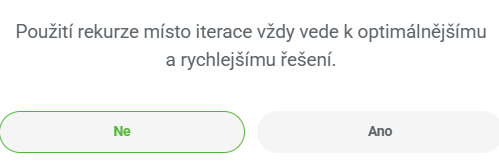 Použití rekurze místo iterace vždy vede k optimálnějšímu
a rychlejšímu řešení.
Ne
Ano